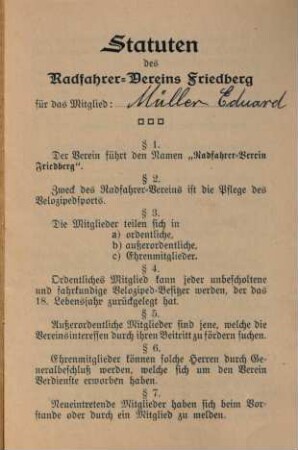 Statuten
des
Radfahrer-Vereins Friedberg
für das Mitglied: Müller Eduard
§ 1.
Der Verein führt den Namen „Radfahrer-Verein
Friedberg".
§ 2.
Zweck des Radfahrer-Vereins ist die Pflege des
Velozipedsports.
§ 3.
Die Mitglieder teilen sich in
a) ordentliche,
b) außerordentliche,
c) Ehrenmitglieder.
§ 4.
Ordentliches Mitglied kann jeder unbescholtene
und fahrkundige Veloziped-Besitzer werden, der das
18. Lebensjahr zurückgelegt hat.
§ 5.
Außerordentliche Mitglieder sind jene, welche die
Vereinsinteressen durch ihren Beitritt zu fördern suchen.
§ 6.
Ehrenmitglieder können solche Herren durch Ge-
neralbeschluß werden, welche sich um den Verein
Verdienste erworben haben.
§ 7.
Neueintretende Mitglieder haben sich beim Vor-
stande oder durch ein Mitglied zu melden.